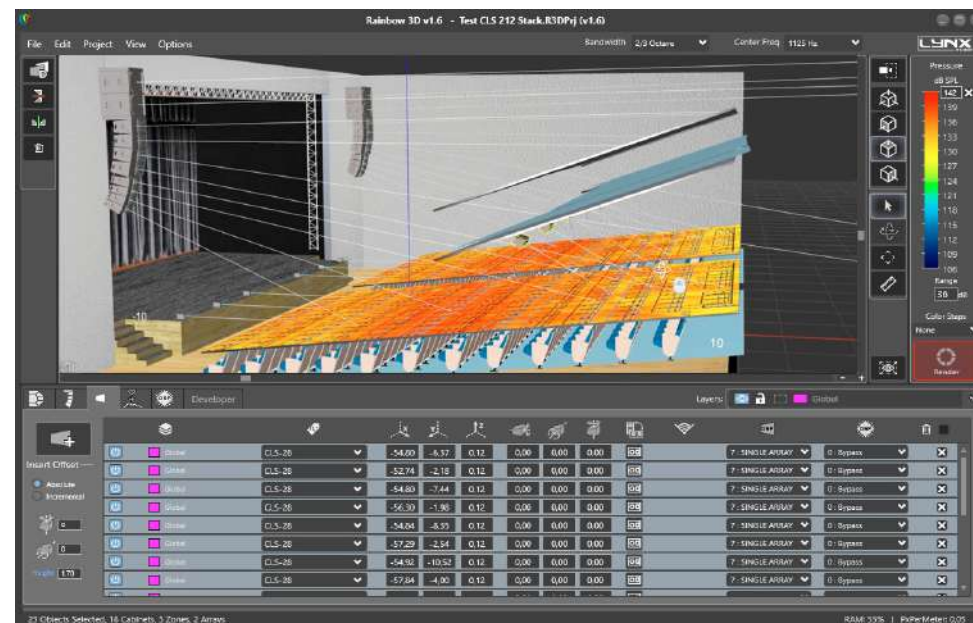 Rainbow 3D v1.6 - Test CLS 212 Stack.R3DPrj (v1.6)
File Edit Project View Options
Bandwidth 2/3 Octave Center Freq 1125 Hz
LYNX
Pressure
dB SPL
142
139
136
133
130
127
124
121
118
115
112
109
106
Range
36 dB
Color Steps
None
Render
-10
10
Developer
Layers: Global
Insert Offset
Absolute
Incremental
0
0
Height 1.70
x y z
Global CLS-28 -54,80 -6,37 0,12 0,00 0,00 0.00 7 : SINGLE ARRAY 0 : Bypass
Global CLS-28 -52,74 -2,18 0,12 0,00 0,00 0.00 7 : SINGLE ARRAY 0 : Bypass
Global CLS-28 -54,80 -7,44 0,12 0,00 0,00 0.00 7 : SINGLE ARRAY 0 : Bypass
Global CLS-28 -56,30 -1,98 0,12 0,00 0,00 0.00 7 : SINGLE ARRAY 0 : Bypass
Global CLS-28 -54,84 0,12 0,00 0,00 0.00 7 : SINGLE ARRAY 0 : Bypass
Global CLS-28 -57,29 -2,54 0,12 0,00 0,00 0.00 7 : SINGLE ARRAY 0 : Bypass
Global CLS-28 -54,92 -10,52 0,12 0,00 0,00 0.00 7 : SINGLE ARRAY 0 : Bypass
Global CLS-28 -57,84 -4,00 0,12 0,00 0,00 0.00 7 : SINGLE ARRAY 0 : Bypass
Objects Selected, 16 Cabinets, 5 Zones, 2 Arrays
RAM: 55% | PxPerMeter: 0,05